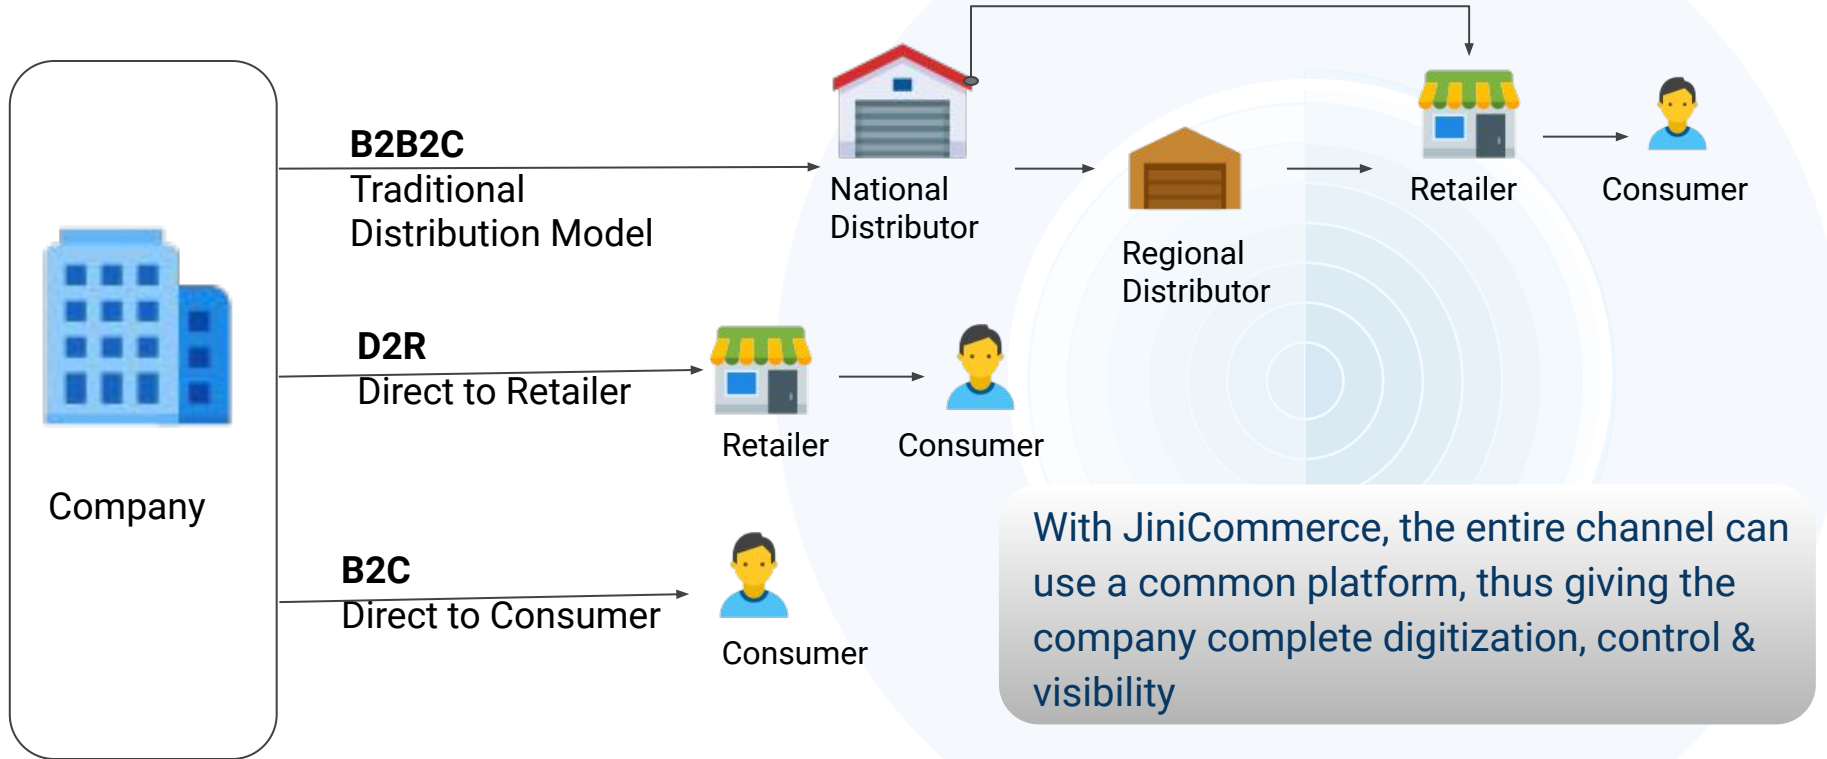 B2B2C
Traditional
Distribution Model
National
Distributor
Regional
Distributor
Retailer
Consumer
D2R
Direct to Retailer
Retailer
Consumer
Company
B2C
Direct to Consumer
Consumer
With JiniCommerce, the entire channel can
use a common platform, thus giving the
company complete digitization, control &
visibility